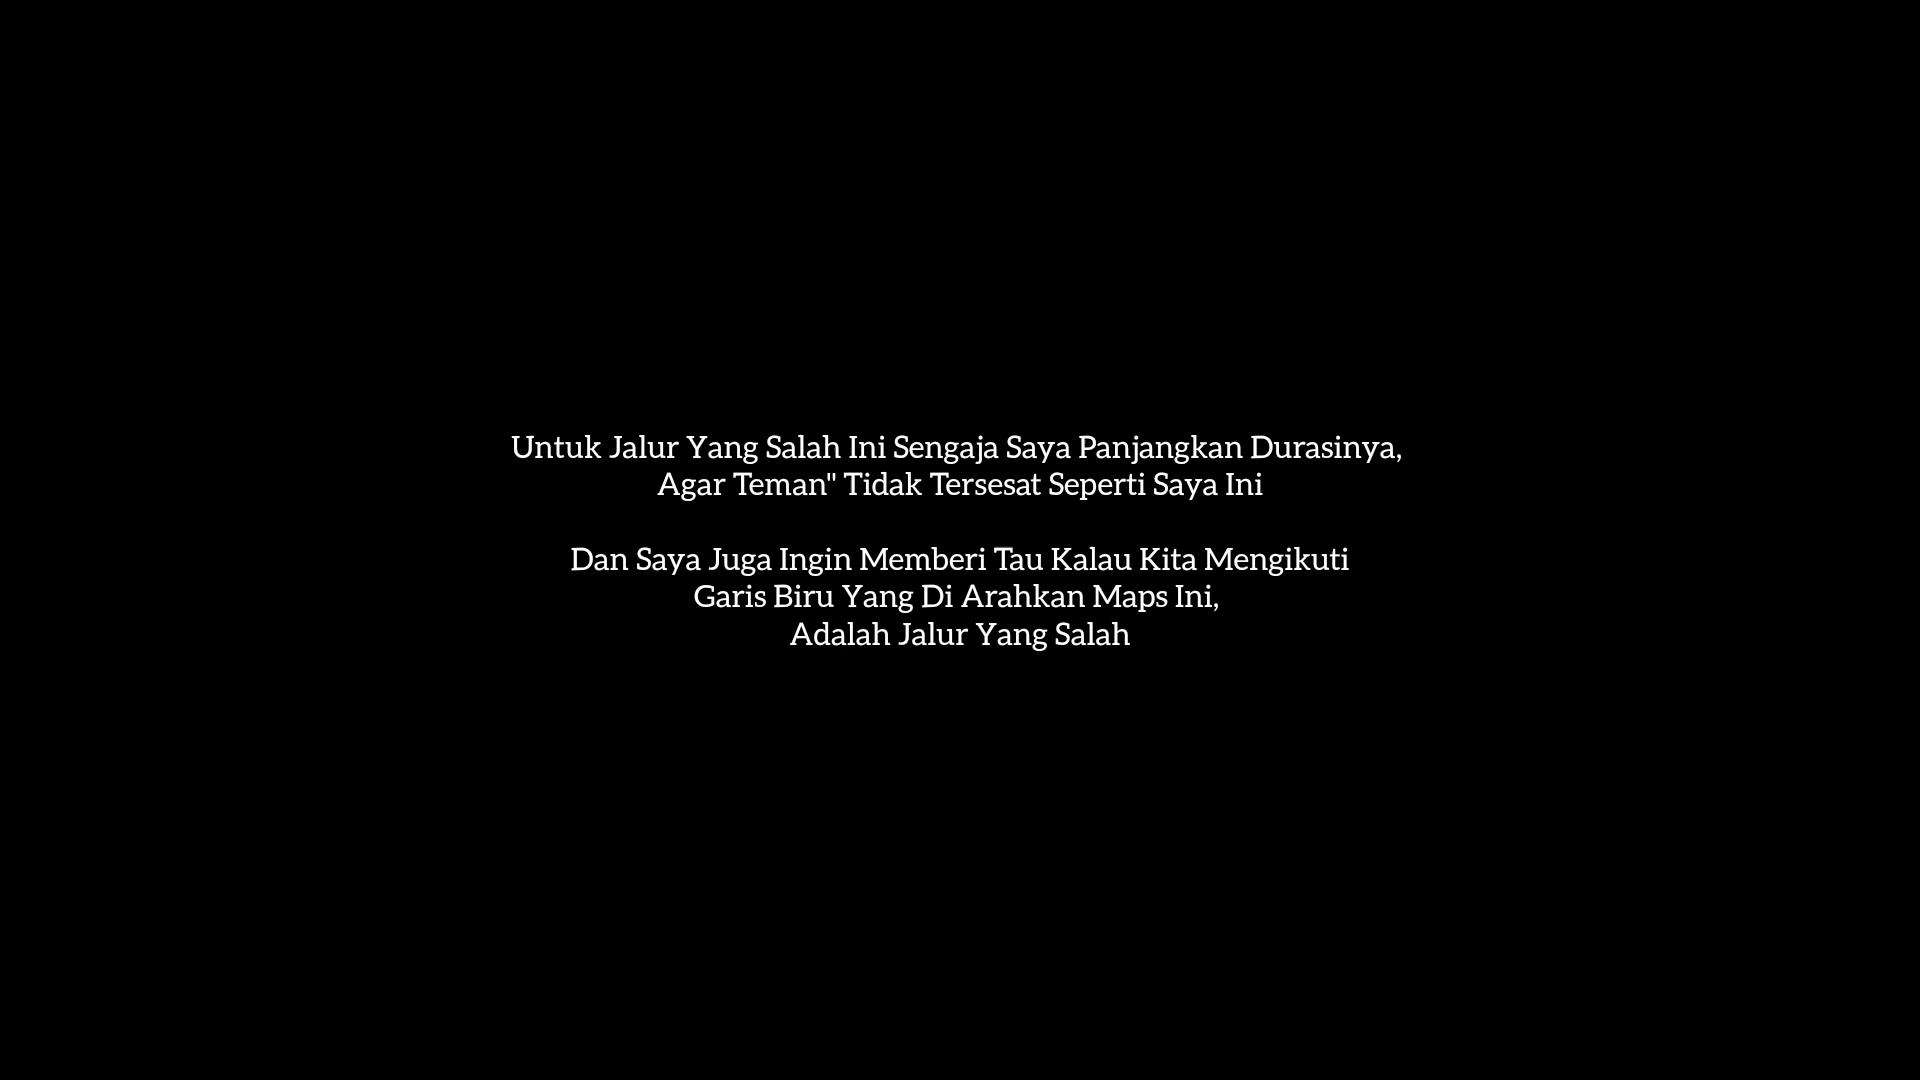 Untuk Jalur Yang Salah Ini Sengaja Saya Panjangkan Durasinya,
Agar Teman" Tidak Tersesat Seperti Saya Ini
Dan Saya Juga Ingin Memberi Tau Kalau Kita Mengikuti
Garis Biru Yang Di Arahkan Maps Ini,
Adalah Jalur Yang Salah